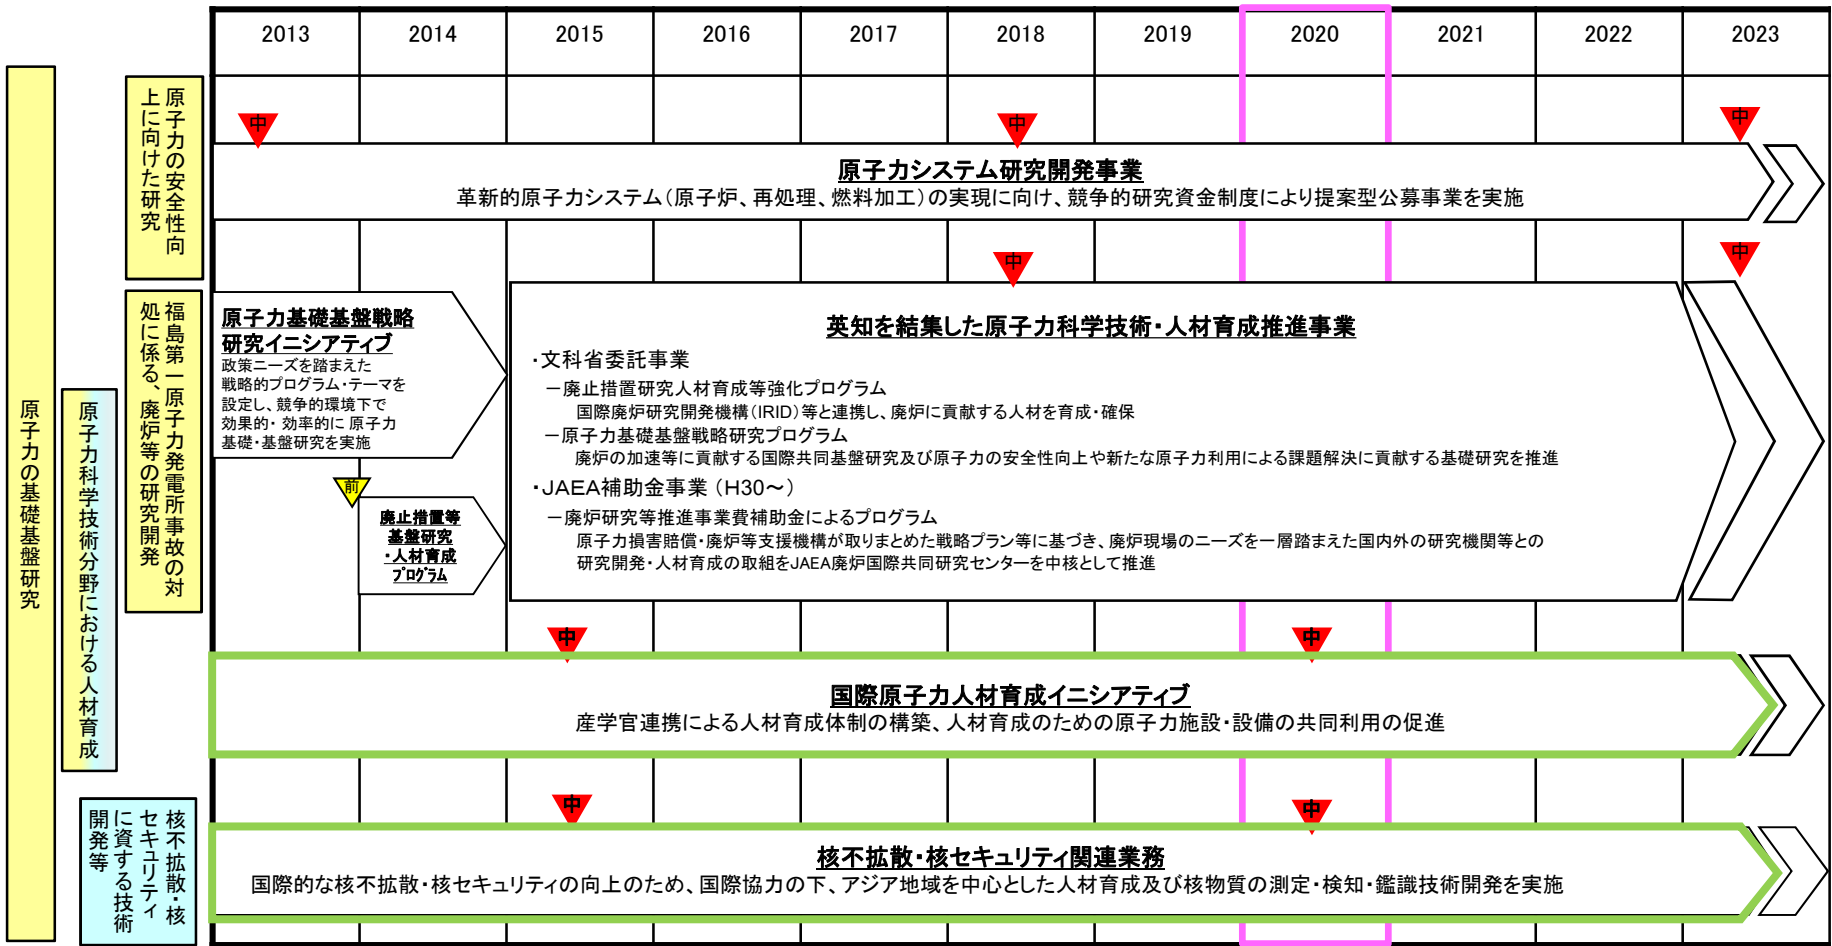 2013 2014 2015 2016 2017 2018 2019 2020 2021 2022 2023
原子力の基礎基盤研究
原子力の安全性向
上に向けた研究
中 中 中
原子力システム研究開発事業
革新的原子力システム（原子炉、再処理、燃料加工）の実現に向け、競争的研究資金制度により提案型公募事業を実施
福島第一原子力発電所事故の対
処に係る、廃炉等の研究開発
中 中
原子力基礎基盤戦略
研究イニシアティブ
政策ニーズを踏まえた
戦略的プログラム・テーマを
設定し、競争的環境下で
効果的・効率的に 原子力
基礎・基盤研究を実施
前
廃止措置等
基盤研究
・人材育成
プログラム
英知を結集した原子力科学技術・人材育成推進事業
・文科省委託事業
－廃止措置研究人材育成等強化プログラム
国際廃炉研究開発機構（IRID）等と連携し、廃炉に貢献する人材を育成・確保
－原子力基礎基盤戦略研究プログラム
廃炉の加速等に貢献する国際共同基盤研究及び原子力の安全性向上や新たな原子力利用による課題解決に貢献する基礎研究を推進
・JAEA補助金事業（H30～）
－廃炉研究等推進事業費補助金によるプログラム
原子力損害賠償・廃炉等支援機構が取りまとめた戦略プラン等に基づき、廃炉現場のニーズを一層踏まえた国内外の研究機関等との
研究開発・人材育成の取組をJAEA廃炉国際共同研究センターを中核として推進
原子力科学技術分野における人材育成
中 中
国際原子力人材育成イニシアティブ
産学官連携による人材育成体制の構築、人材育成のための原子力施設・設備の共同利用の促進
核不拡散・核
セキュリティ
に資する技術
開発等
中 中
核不拡散・核セキュリティ関連業務
国際的な核不拡散・核セキュリティの向上のため、国際協力の下、アジア地域を中心とした人材育成及び核物質の測定・検知・鑑識技術開発を実施